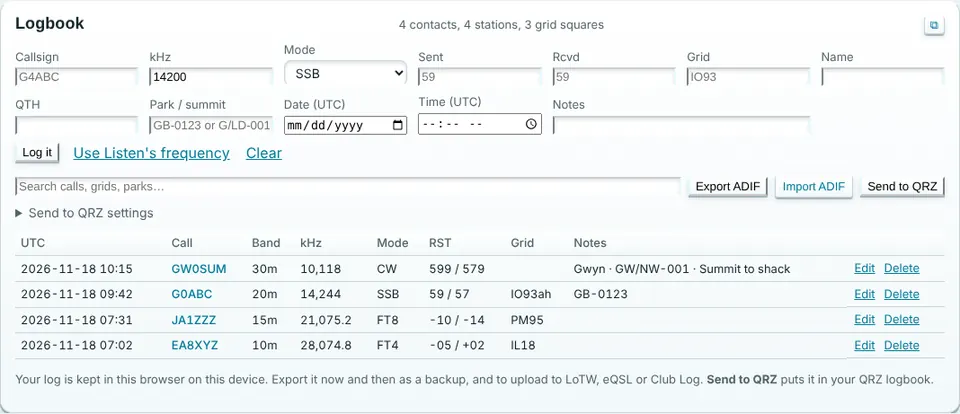 Logbook 4 contacts, 4 stations, 3 grid squares
Callsign kHz Mode Sent Rcvd Grid Name
G4ABC 14200 SSB 59 59 IO93
QTH Park / summit Date (UTC) Time (UTC) Notes
GB-0123 or G/LD-001 mm/dd/yyyy --:-- --
Log it Use Listen's frequency Clear
Search calls, grids, parks... Export ADIF Import ADIF Send to QRZ
Send to QRZ settings
UTC Call Band kHz Mode RST Grid Notes
2026-11-18 10:15 GW0SUM 30m 10,118 CW 599 / 579 Gwyn · GW/NW-001 · Summit to shack Edit Delete
2026-11-18 09:42 G0ABC 20m 14,244 SSB 59 / 57 IO93ah GB-0123 Edit Delete
2026-11-18 07:31 JA1ZZZ 15m 21,075.2 FT8 -10 / -14 PM95 Edit Delete
2026-11-18 07:02 EA8XYZ 10m 28,074.8 FT4 -05 / +02 IL18 Edit Delete
Your log is kept in this browser on this device. Export it now and then as a backup, and to upload to LoTW, eQSL or Club Log. Send to QRZ puts it in your QRZ logbook.